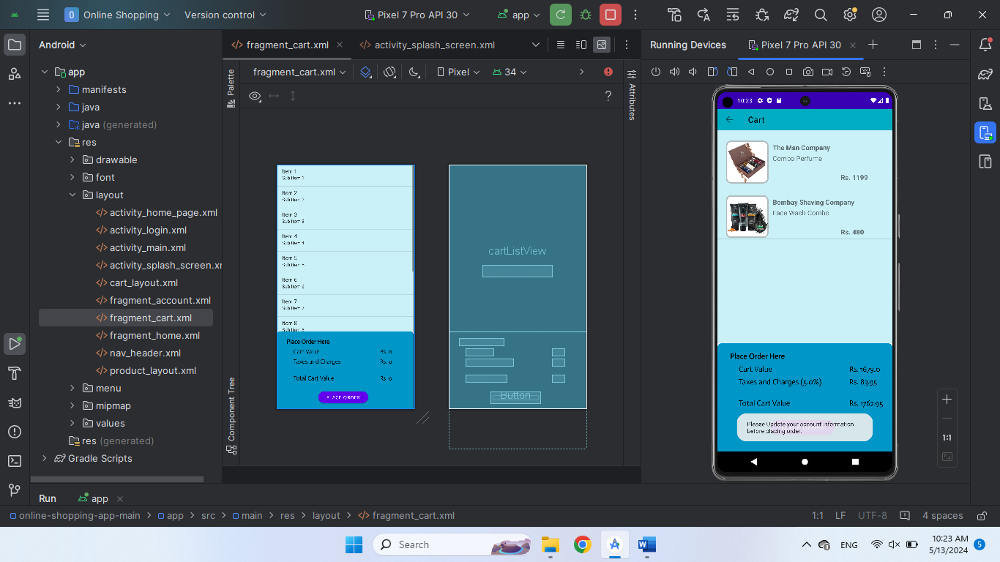 O Online Shopping Version control Pixel 7 Pro API 30 app
Android
app
manifests
java
java (generated)
res
drawable
font
layout
activity_home_page.xml
activity_login.xml
activity_main.xml
activity_splash_screen.xr
cart_layout.xml
fragment_account.xml
fragment_cart.xml
fragment_home.xml
nav_header.xml
product_layout.xml
menu
mipmap
values
res (generated)
Gradle Scripts
fragment_cart.xml activity_splash_screen.xml
Palette
fragment_cart.xml Pixel 34
?
Attributes
Component Tree
Item 1
Sub Item 1
Item 2
Sub Item 2
Item 3
Sub Item 3
Item 4
Sub Item 4
Item 5
Sub Item 5
Item 6
Sub Item 6
Item 7
Sub Item 7
Item 8
Sub Item 8
Place Order Here
Cart Value Rs. 0
Taxes and Charges Rs. 0
Total Cart Value Rs. 0
PLACE ORDER
cartListView
Button
Running Devices Pixel 7 Pro API 30
10:23
Cart
The Man Company
Combo Perfume
Rs. 1199
Bombay Shaving Company
Face Wash Combo
Rs. 480
Place Order Here
Cart Value Rs. 1679.0
Taxes and Charges (5.0%) Rs. 83.95
Total Cart Value Rs. 1762.95
Please Update your account information
before placing order.
1:1
Run app
online-shopping-app-main > app > src > main > res > layout > fragment_cart.xml 1:1 LF UTF-8 4 spaces
Search
ENG
10:23 AM
5/13/2024
5